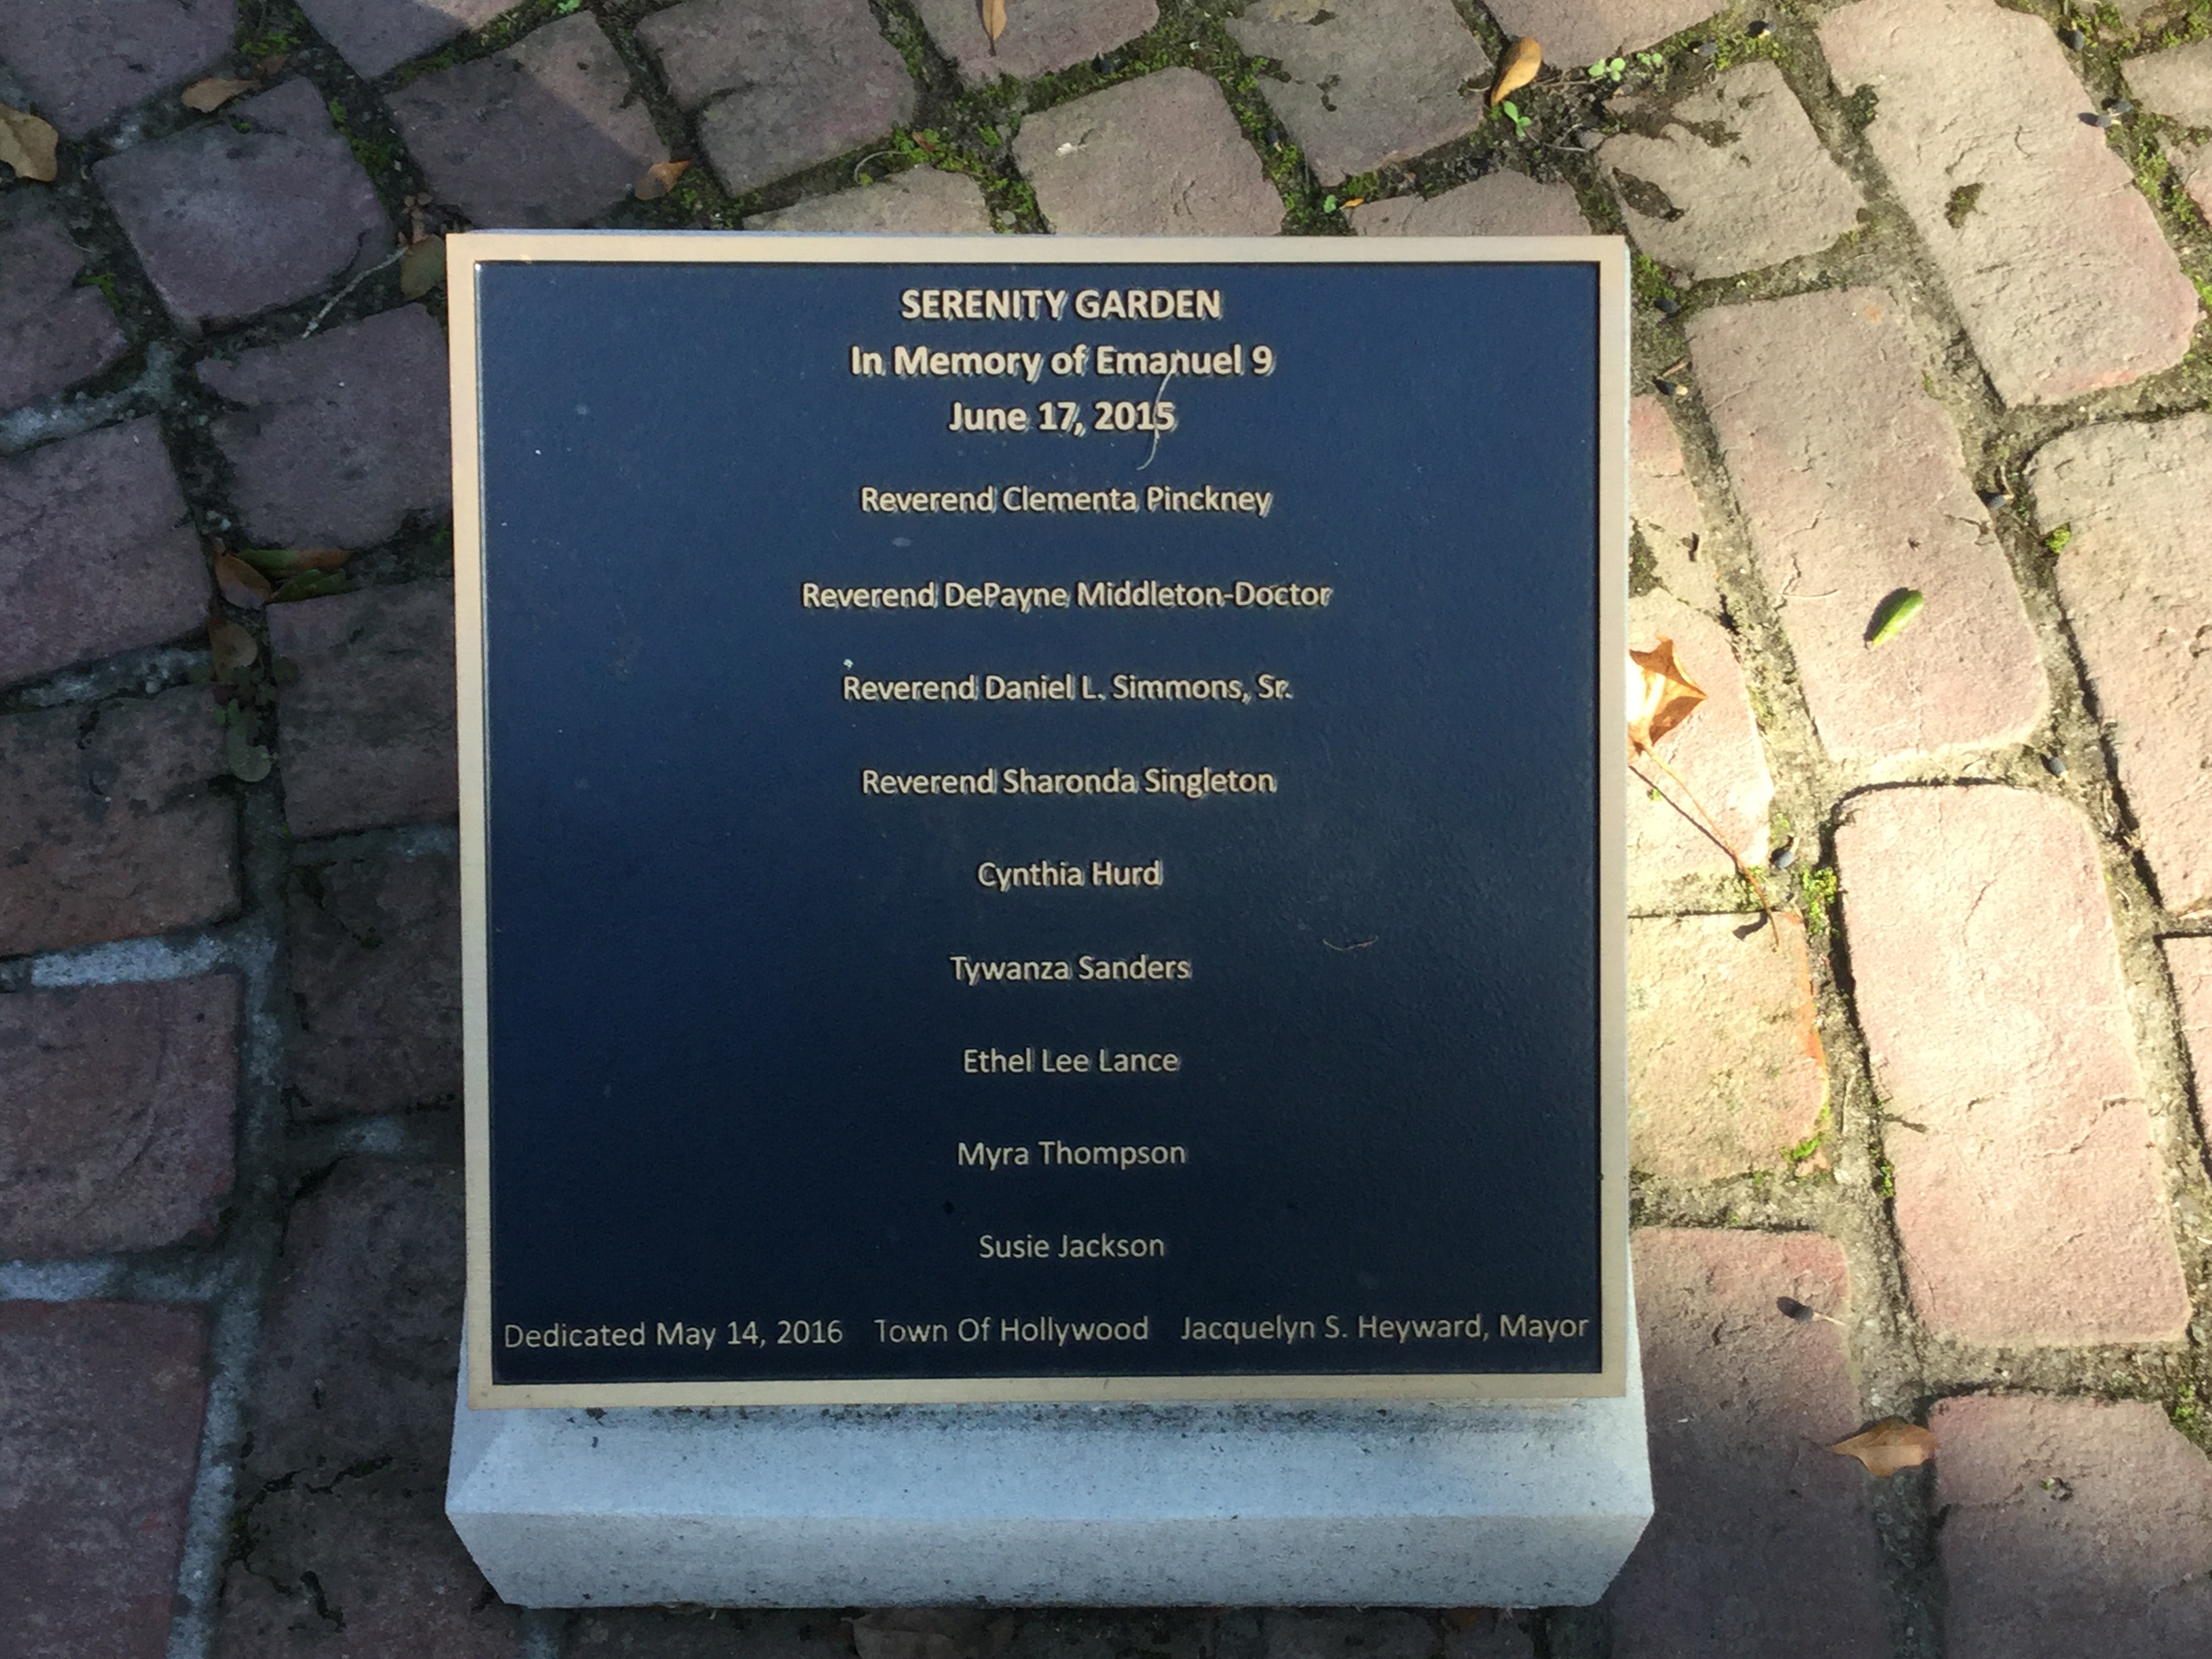 SERENITY GARDEN
In Memory of Emanuel 9
June 17, 2015
Reverend Clementa Pinckney
Reverend DePayne Middleton-Doctor
Reverend Daniel L. Simmons, Sr.
Reverend Sharonda Singleton
Cynthia Hurd
Tywanza Sanders
Ethel Lee Lance
Myra Thompson
Susie Jackson
Dedicated May 14, 2016 Town Of Hollywood Jacquelyn S. Heyward, Mayor